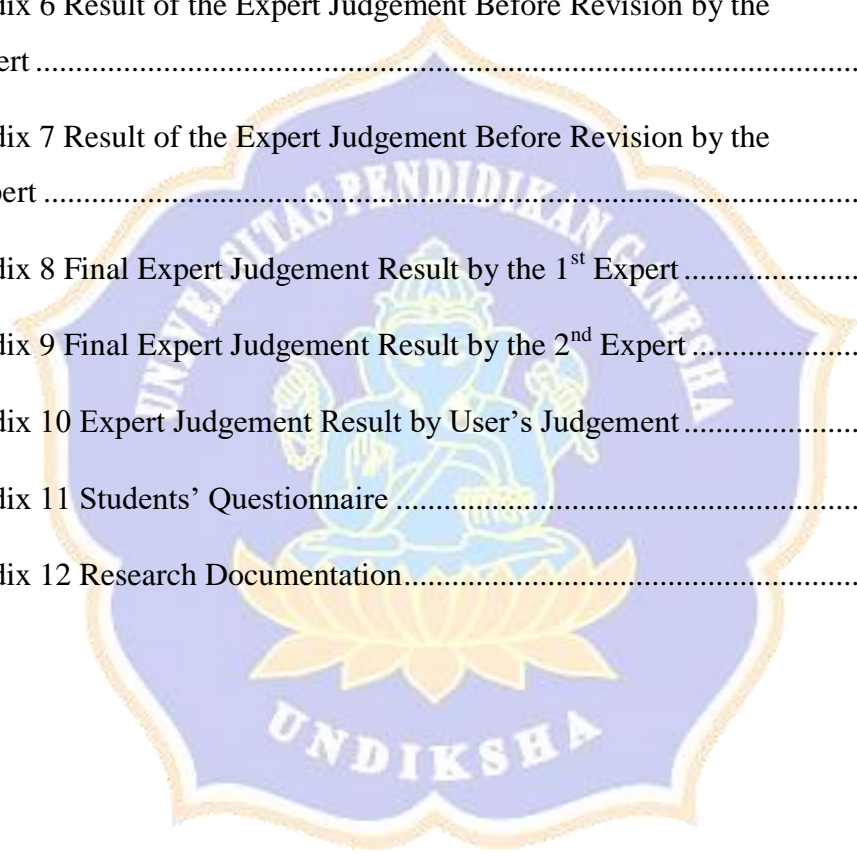 dix 6 Result of the Expert Judgement Before Revision by the
ert ....................................................................................................
dix 7 Result of the Expert Judgement Before Revision by the
pert ...................................................................................................
dix 8 Final Expert Judgement Result by the 1st Expert ......................
dix 9 Final Expert Judgement Result by the 2nd Expert .....................
dix 10 Expert Judgement Result by User’s Judgement ......................
dix 11 Students’ Questionnaire ..........................................................
dix 12 Research Documentation.........................................................
UNIVERSITAS PENDIDIKAN GANESHA
UNDIKSHA